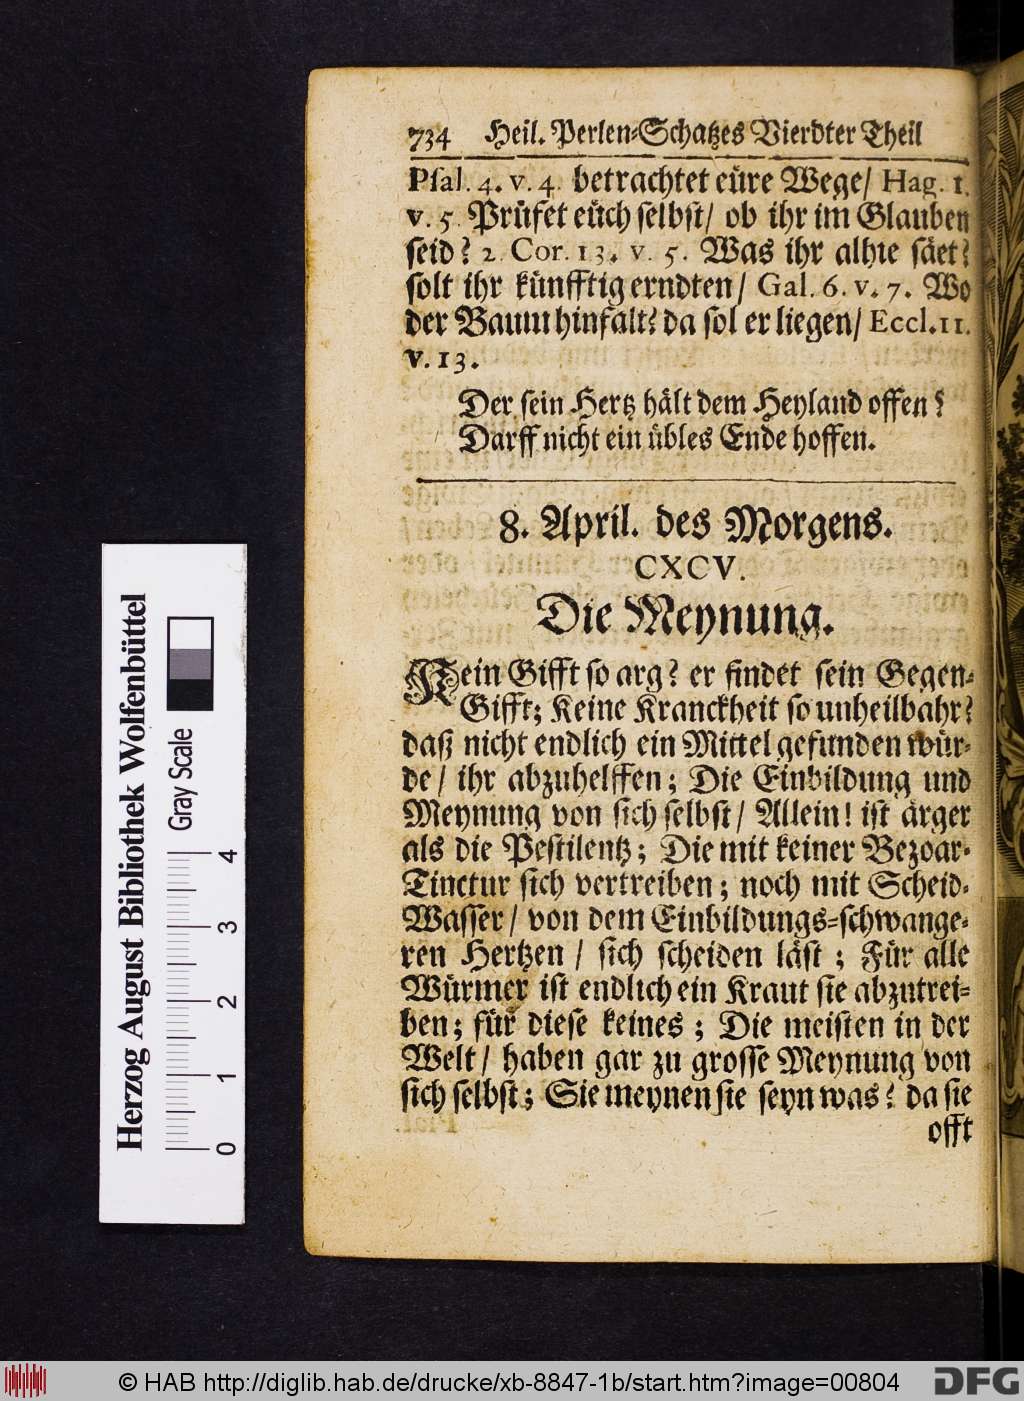 734 Heil. Perlen-Schatzes Vierdter Theil
Psal. 4. v. 4. betrachtet eüre Wege/ Hag. 1.
v. 5. Prüfet eüch selbst/ ob ihr im Glauben
seid? 2. Cor. 13. v. 5. Was ihr alhie säet?
solt ihr künfftig erndten/ Gal. 6. v. 7. Wo
der Baum hinfält? da sol er liegen/ Eccl. 11.
v. 13.
Der sein Hertz hält dem Heyland offen?
Darff nicht ein übles Ende hoffen.
8. April. des Morgens.
CXCV.
Die Meynung.
Kein Gifft so arg? er findet sein Gegen-
Gifft; Keine Kranckheit so unheilbahr?
daß nicht endlich ein Mittel gefunden wür-
de/ ihr abzuhelffen; Die Einbildung und
Meynung von sich selbst/ Allein! ist ärger
als die Pestilentz; Die mit keiner Bezoar-
Tinctur sich vertreiben; noch mit Scheid-
Wasser/ von dem Einbildungs-schwange-
ren Hertzen / sich scheiden läst; Für alle
Würmer ist endlich ein Kraut sie abzutrei-
ben; für diese keines; Die meisten in der
Welt/ haben gar zu grosse Meynung von
sich selbst; Sie meynen sie seyn was? da sie
offt
Herzog August Bibliothek Wolfenbüttel
Gray Scale
0 1 2 3 4
© HAB http://diglib.hab.de/drucke/xb-8847-1b/start.htm?image=00804
DFG